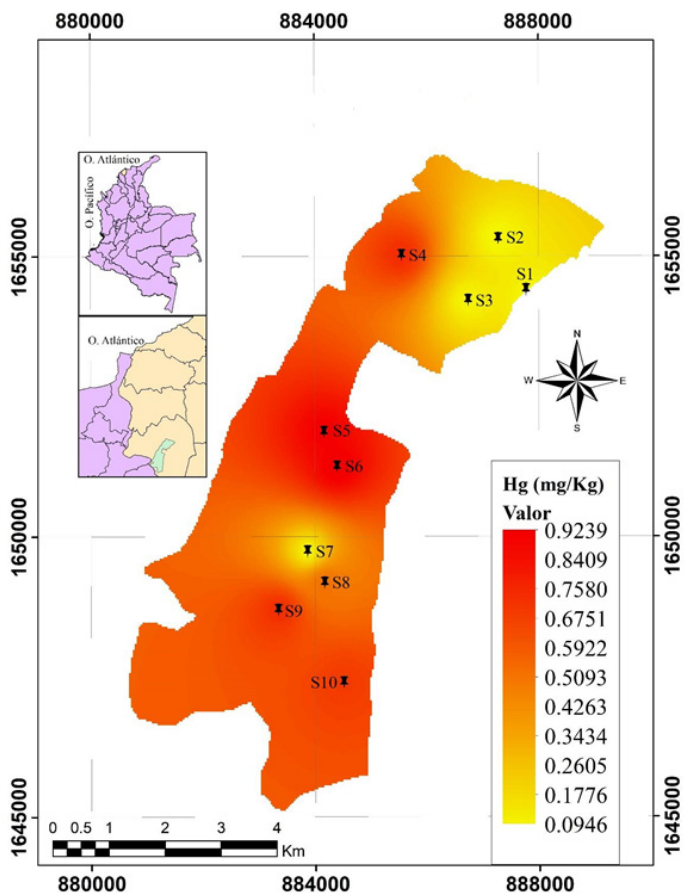 880000 884000 888000
O. Atlántico
O. Pacífico
O. Atlántico
1655000
1650000
1645000
S2
S4
S1
S3
N
W E
S
S5
S6
S7
S8
S9
S10
Hg (mg/Kg)
Valor
0.9239
0.8409
0.7580
0.6751
0.5922
0.5093
0.4263
0.3434
0.2605
0.1776
0.0946
1655000
1650000
1645000
0 0.5 1 2 3 4
Km
880000 884000 888000